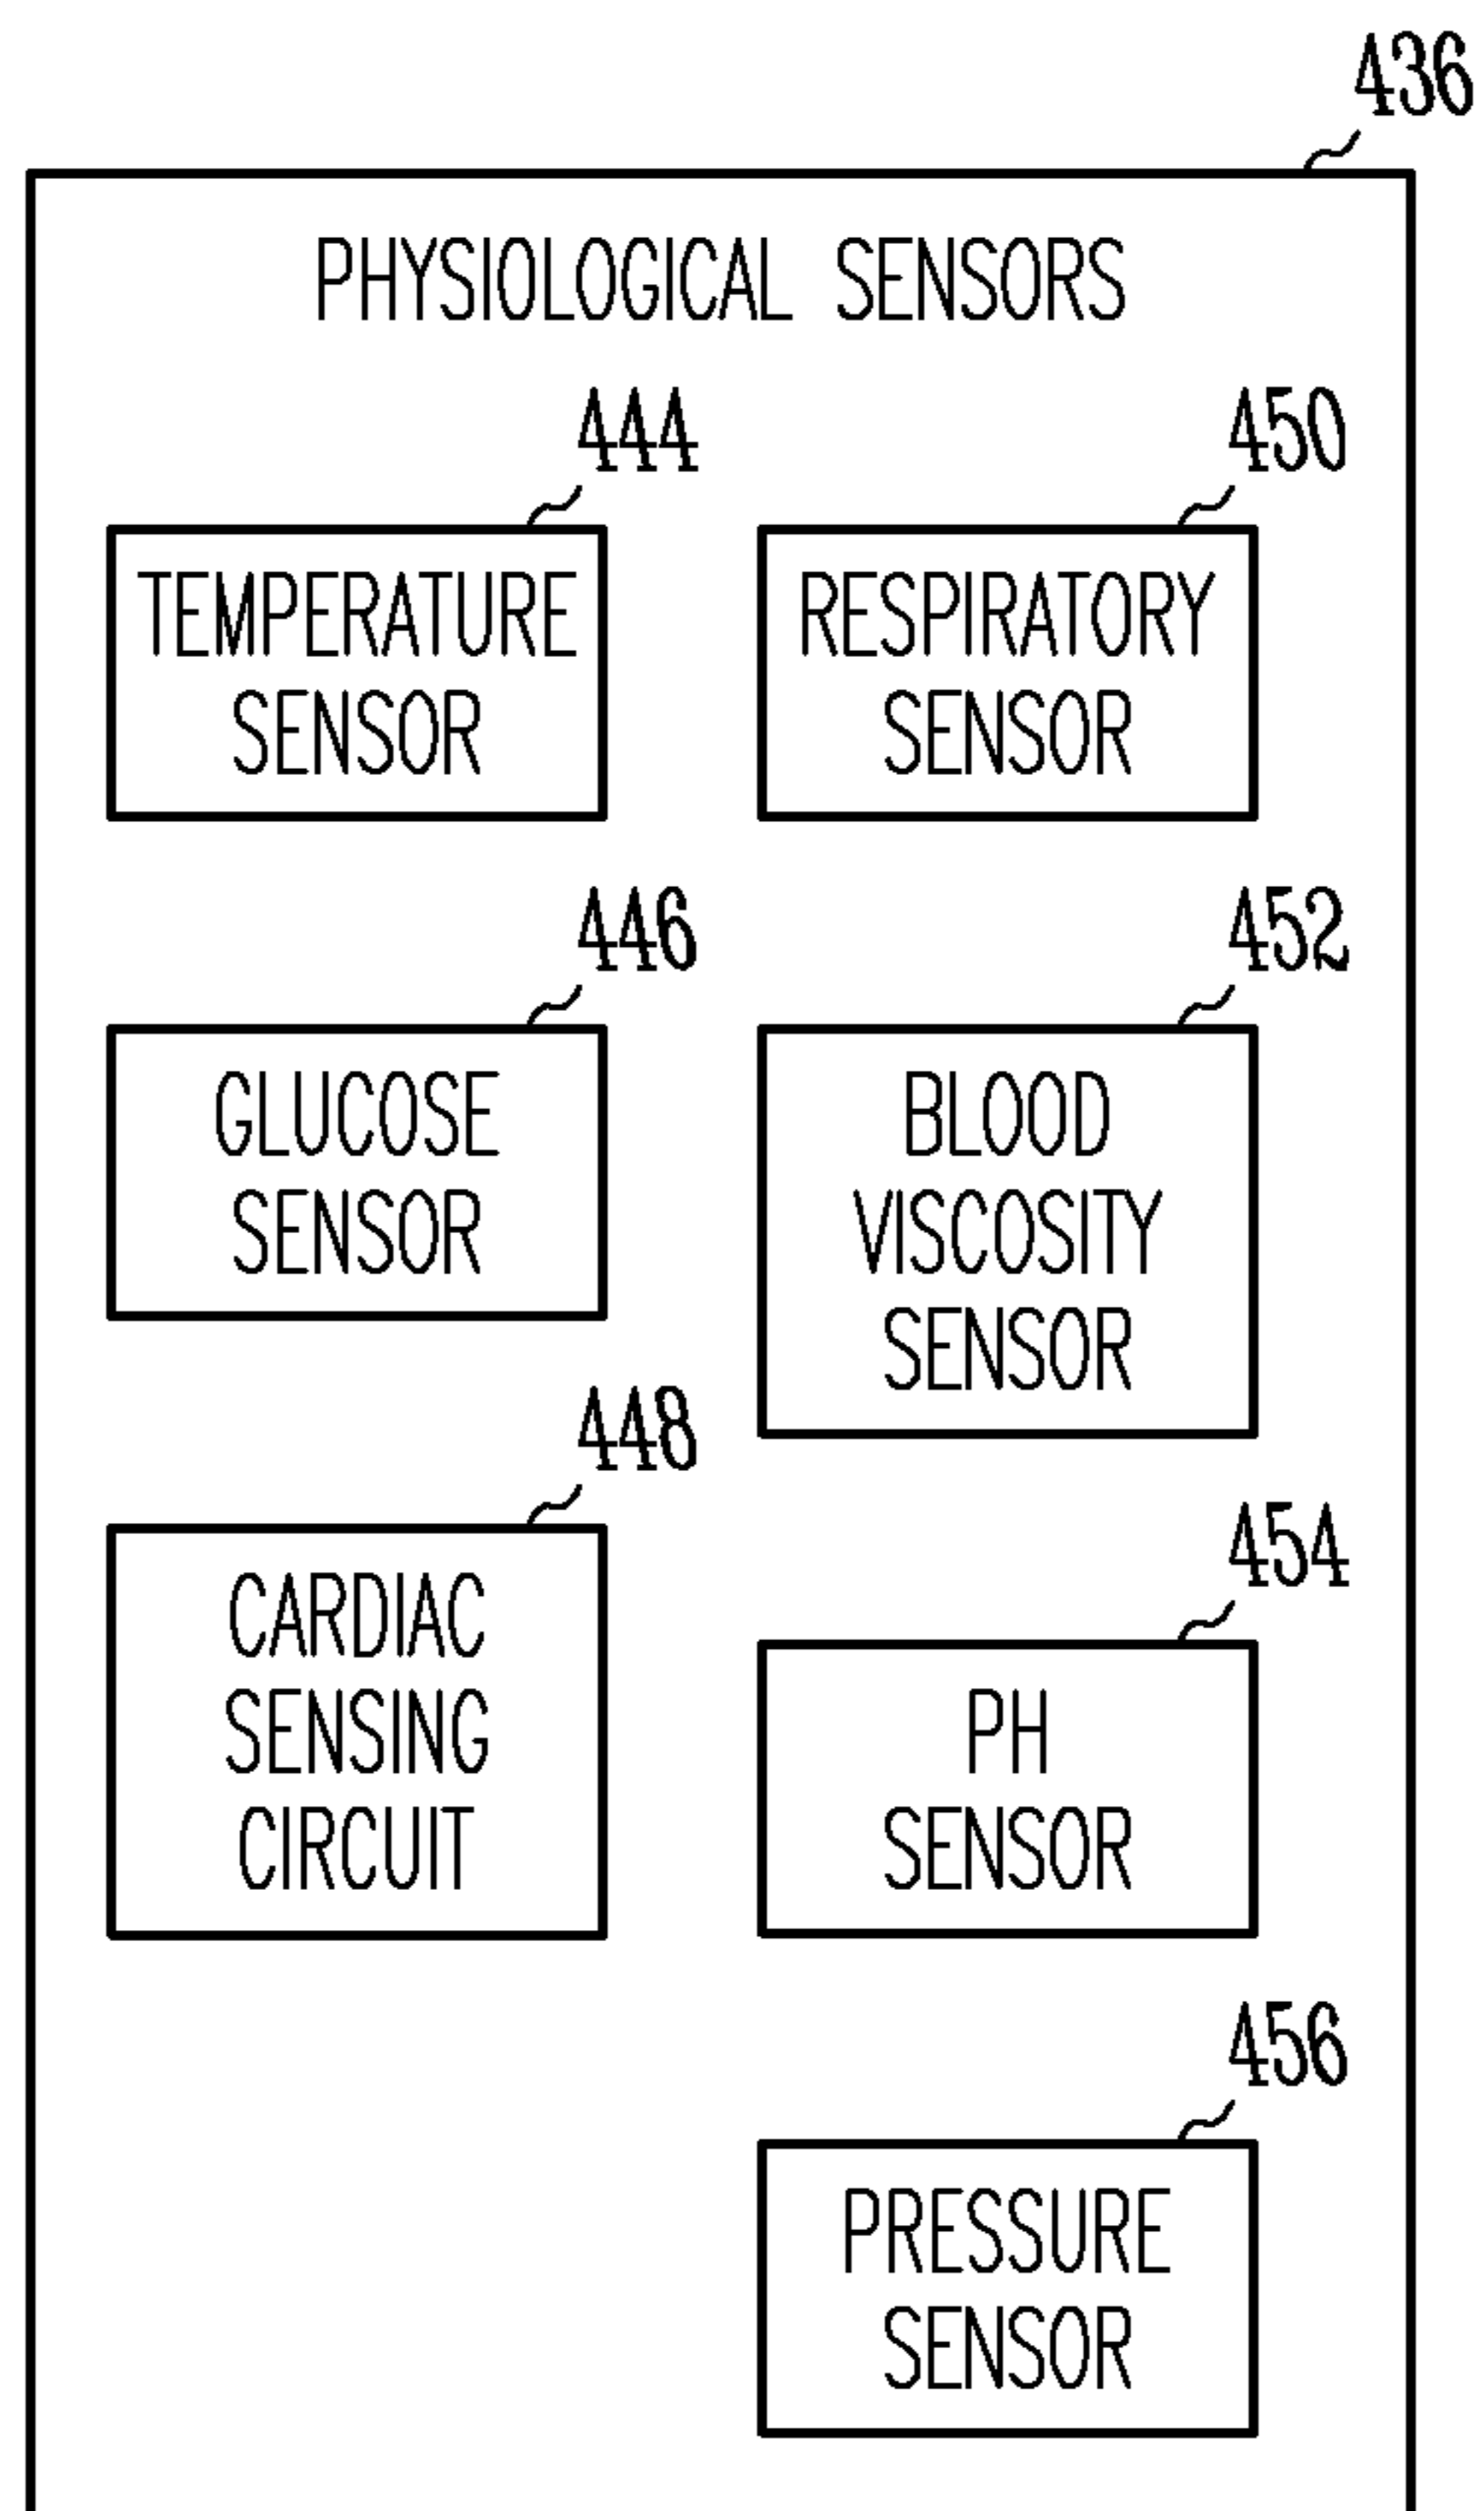 436
PHYSIOLOGICAL SENSORS
444
TEMPERATURE
SENSOR
450
RESPIRATORY
SENSOR
446
GLUCOSE
SENSOR
452
BLOOD
VISCOSITY
SENSOR
448
CARDIAC
SENSING
CIRCUIT
454
PH
SENSOR
456
PRESSURE
SENSOR